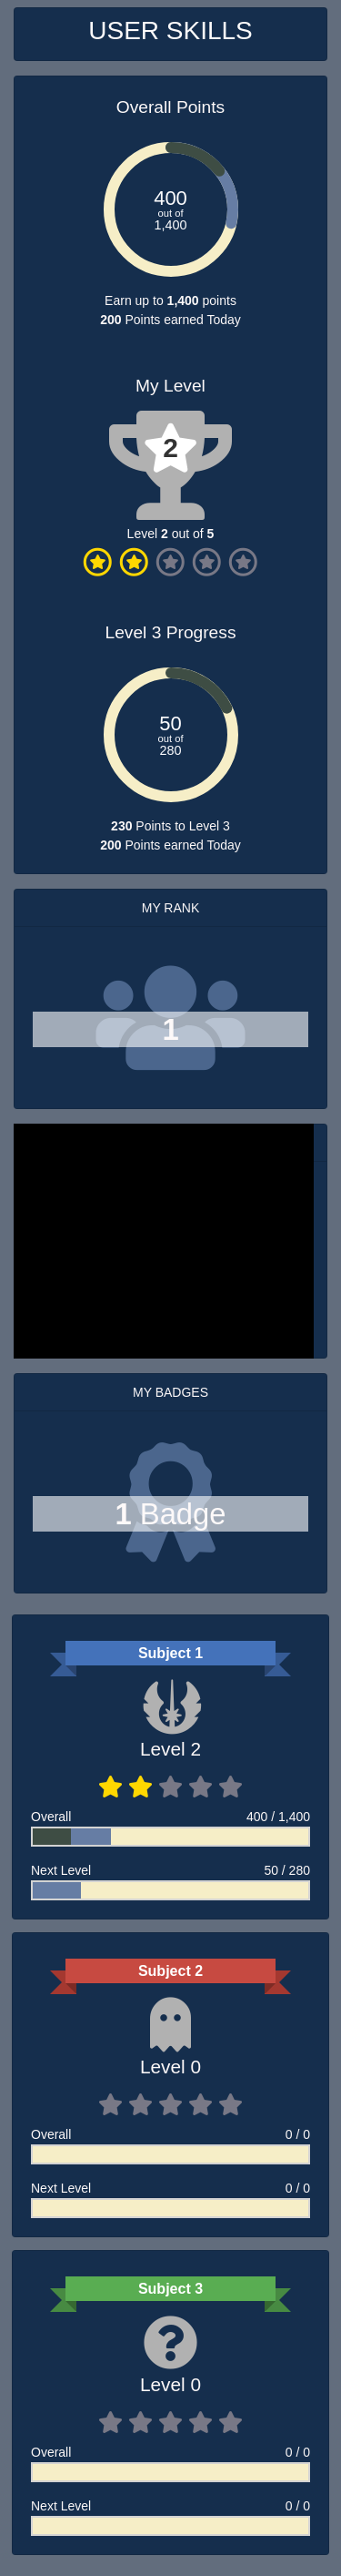 USER SKILLS
Overall Points
400
out of
1,400
Earn up to 1,400 points
200 Points earned Today
My Level
2
Level 2 out of 5
Level 3 Progress
50
out of
280
230 Points to Level 3
200 Points earned Today
MY RANK
1
MY BADGES
1 Badge
Subject 1
Level 2
Overall 400 / 1,400
Next Level 50 / 280
Subject 2
Level 0
Overall 0 / 0
Next Level 0 / 0
Subject 3
Level 0
Overall 0 / 0
Next Level 0 / 0